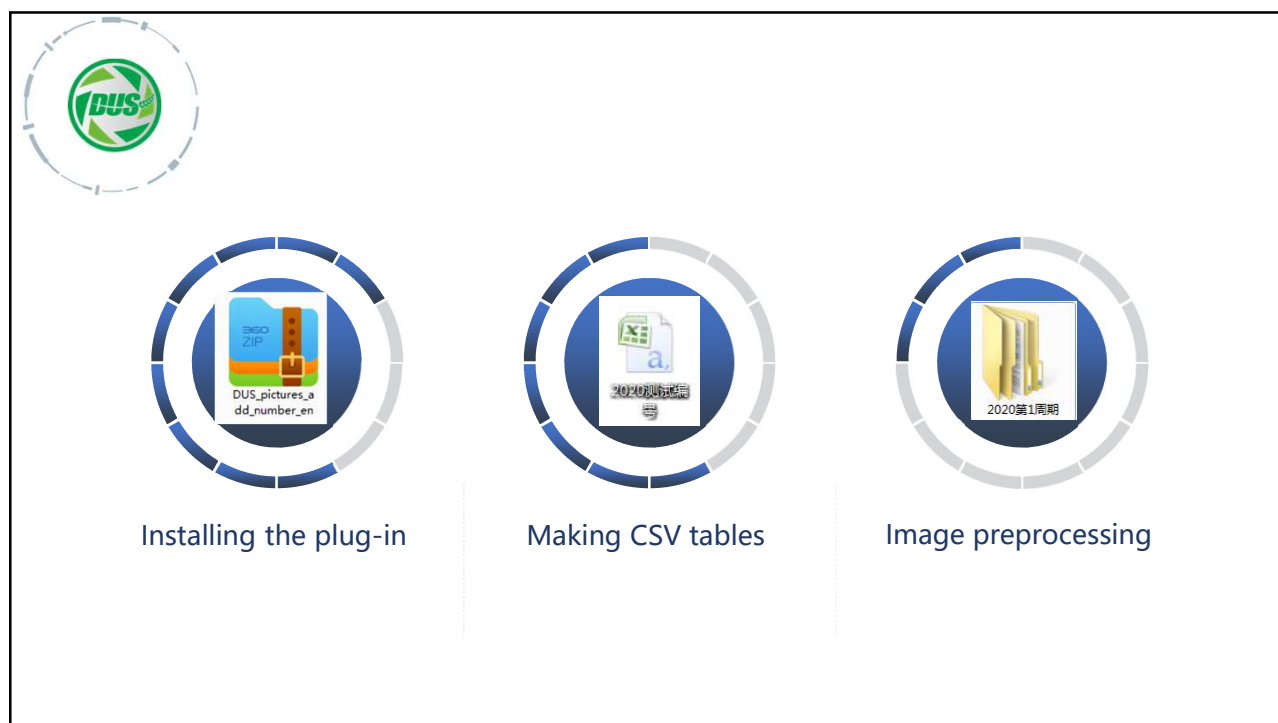 DUS
360
ZIP
DUS_pictures_a
dd_number_en
a,
2020测试编
号
2020第1周期
Installing the plug-in
Making CSV tables
Image preprocessing